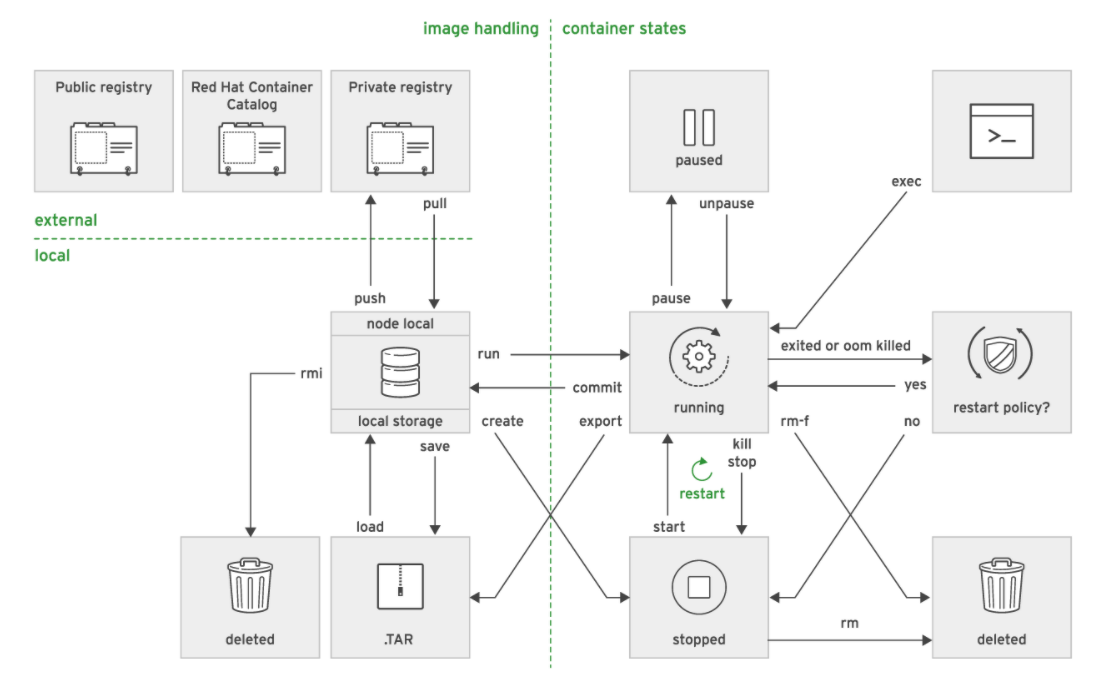 image handling
container states
Public registry
Red Hat Container
Catalog
Private registry
paused
>_
exec
pull
unpause
external
local
push
pause
node local
run
exited or oom killed
rmi
commit
yes
running
restart policy?
local storage
create
export
rm-f
no
save
kill
stop
restart
load
start
deleted
.TAR
stopped
rm
deleted